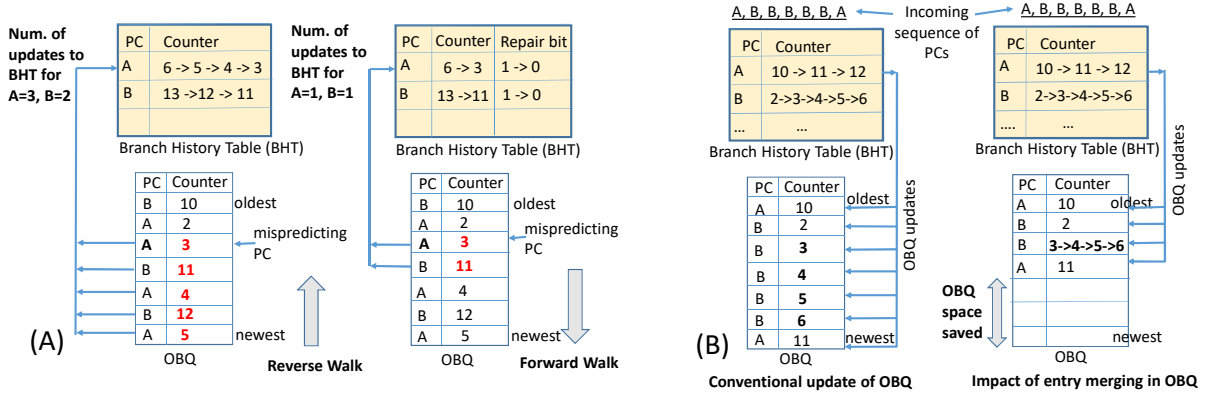 Num. of
updates to
BHT for
A=3, B=2
PC Counter
A 6 -> 5 -> 4 -> 3
B 13 ->12 -> 11
Branch History Table (BHT)
PC Counter
B 10 oldest
A 2
A 3 mispredicting
PC
B 11
A 4
B 12
A 5 newest
OBQ
Reverse Walk
(A)
Num. of
updates to
BHT for
A=1, B=1
PC Counter Repair bit
A 6 -> 3 1 -> 0
B 13 ->11 1 -> 0
Branch History Table (BHT)
PC Counter
B 10 oldest
A 2
A 3 mispredicting
PC
B 11
A 4
B 12
A 5 newest
OBQ
Forward Walk
A, B, B, B, B, B, A
Incoming
sequence of
PCs
A, B, B, B, B, B, A
PC Counter
A 10 -> 11 -> 12
B 2->3->4->5->6
... ...
Branch History Table (BHT)
OBQ updates
PC Counter
A 10 oldest
B 2
B 3
B 4
B 5
B 6
A 11 newest
OBQ
Conventional update of OBQ
(B)
PC Counter
A 10 -> 11 -> 12
B 2->3->4->5->6
.... ...
Branch History Table (BHT)
OBQ updates
PC Counter
A 10 oldest
B 2
B 3->4->5->6
A 11
OBQ
space
saved
newest
OBQ
Impact of entry merging in OBQ